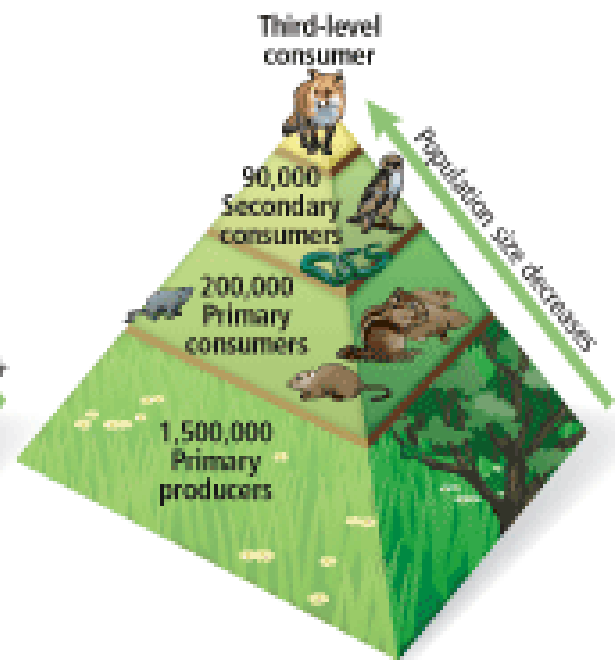 Third-level
consumer
90,000
Secondary
consumers
200,000
Primary
consumers
1,500,000
Primary
producers
Population size decreases